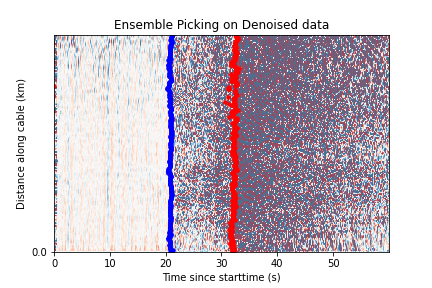 Ensemble Picking on Denoised data
Distance along cable (km)
0.0
0 10 20 30 40 50
Time since starttime (s)